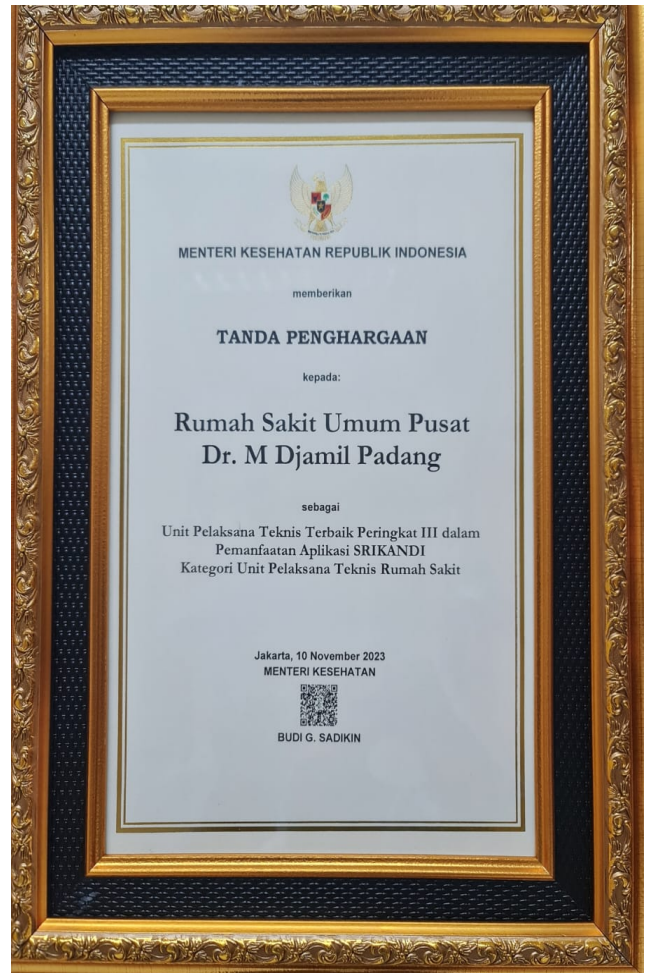 MENTERI KESEHATAN REPUBLIK INDONESIA
memberikan
TANDA PENGHARGAAN
kepada:
Rumah Sakit Umum Pusat
Dr. M Djamil Padang
sebagai
Unit Pelaksana Teknis Terbaik Peringkat III dalam
Pemanfaatan Aplikasi SRIKANDI
Kategori Unit Pelaksana Teknis Rumah Sakit
Jakarta, 10 November 2023
MENTERI KESEHATAN
BUDI G. SADIKIN